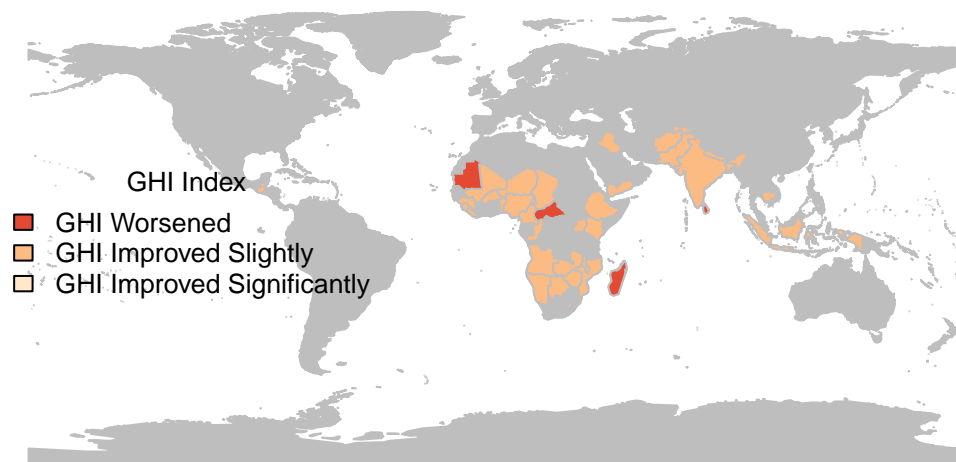 GHI Index
GHI Worsened
GHI Improved Slightly
GHI Improved Significantly